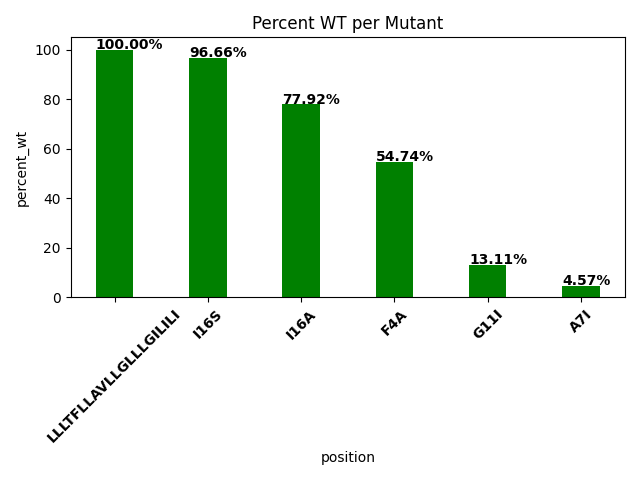 Percent WT per Mutant
percent_wt
100
80
60
40
20
0
100.00%
96.66%
77.92%
54.74%
13.11%
4.57%
LLLTFLLAVLLGLLLGILILI
I16S
I16A
F4A
G11I
A7I
position